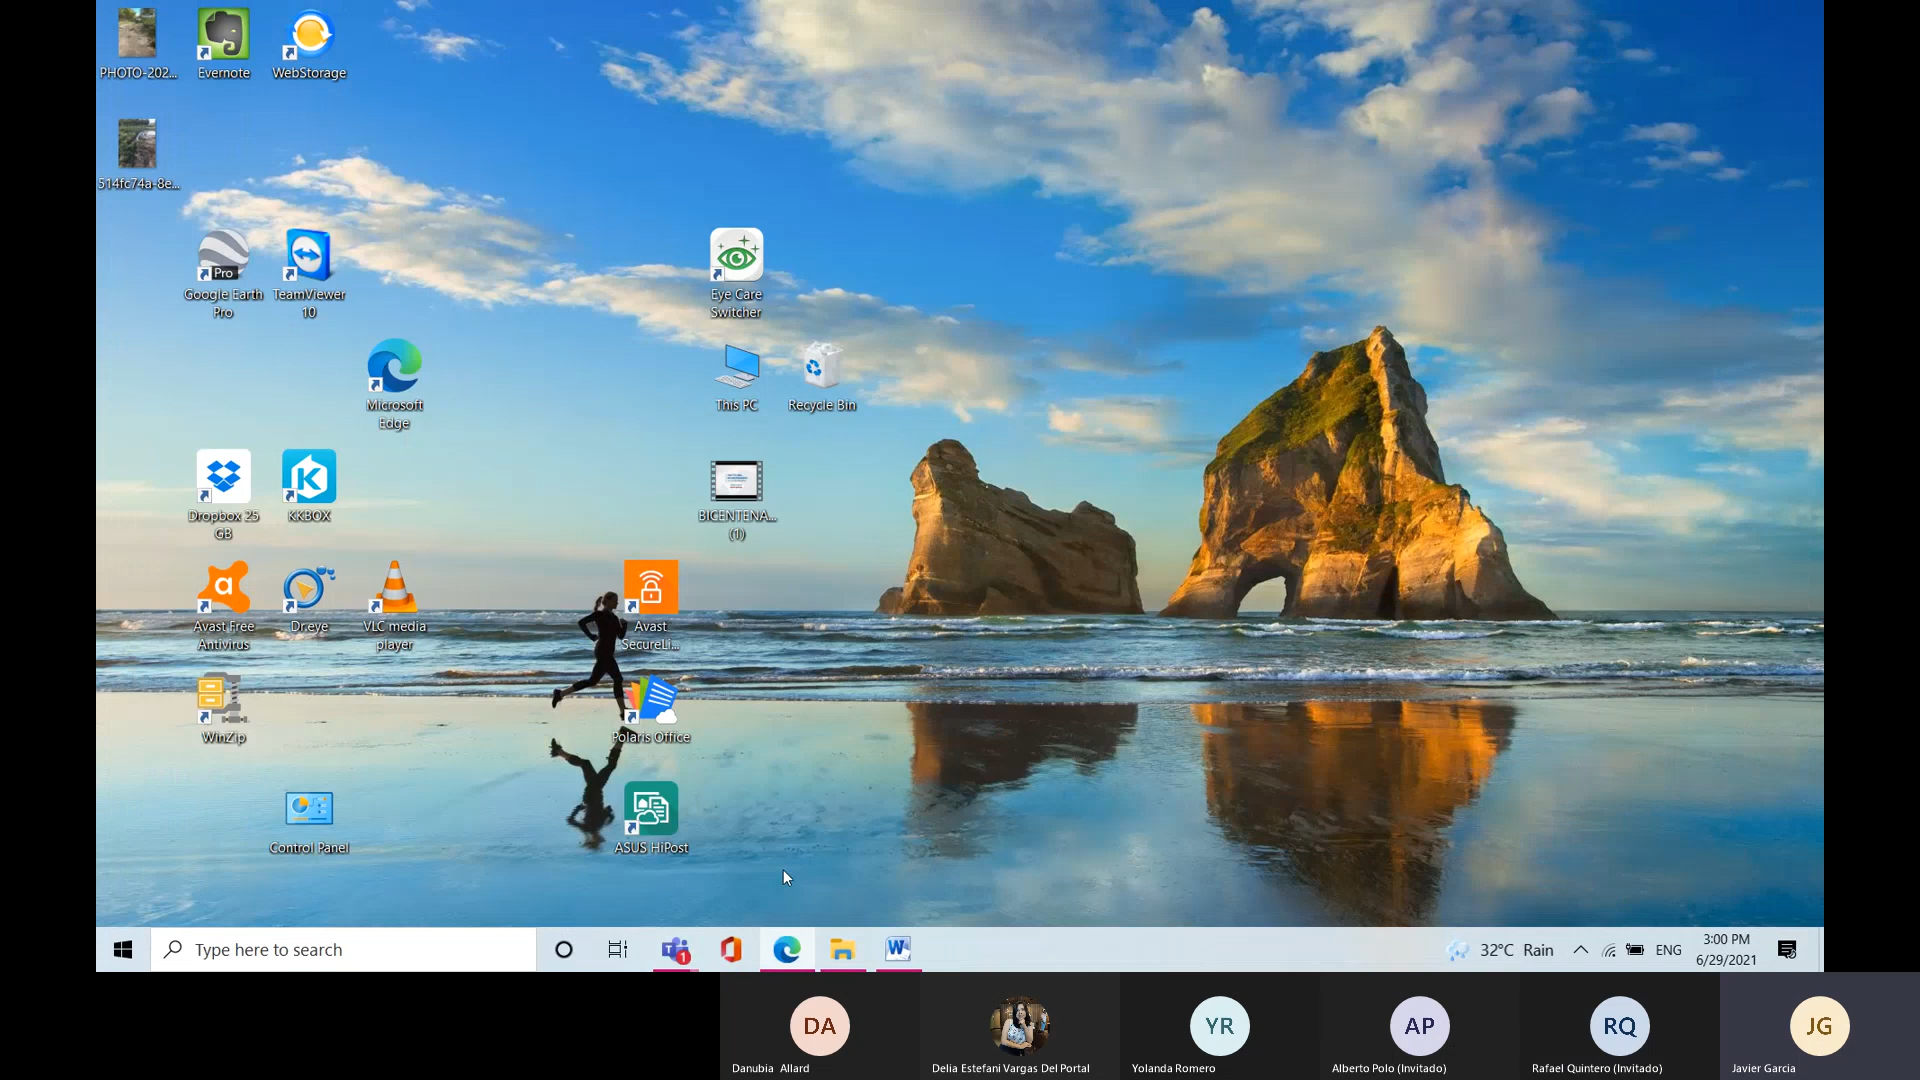 PHOTO-202...
Evernote
WebStorage
514fc74a-8e...
Pro
Google Earth
Pro
TeamViewer
10
Eye Care
Switcher
Microsoft
Edge
This PC
Recycle Bin
Dropbox 25
GB
KKBOX
BICENTENA...
(1)
Avast Free
Antivirus
Dr.eye
VLC media
player
Avast
SecureLi...
WinZip
Polaris Office
Control Panel
ASUS HiPost
Type here to search
1
32°C Rain
ENG
3:00 PM
6/29/2021
DA
YR
AP
RQ
JG
Danubia Allard
Delia Estefani Vargas Del Portal
Yolanda Romero
Alberto Polo (Invitado)
Rafael Quintero (Invitado)
Javier Garcia